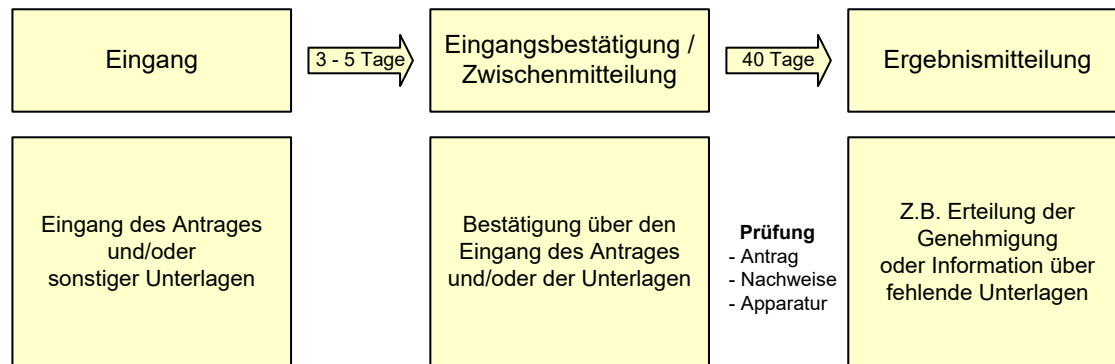 Eingang
3 - 5 Tage
Eingangsbestätigung /
Zwischenmitteilung
40 Tage
Ergebnismitteilung
Eingang des Antrages
und/oder
sonstiger Unterlagen
Bestätigung über den
Eingang des Antrages
und/oder der Unterlagen
Prüfung
- Antrag
- Nachweise
- Apparatur
Z.B. Erteilung der
Genehmigung
oder Information über
fehlende Unterlagen